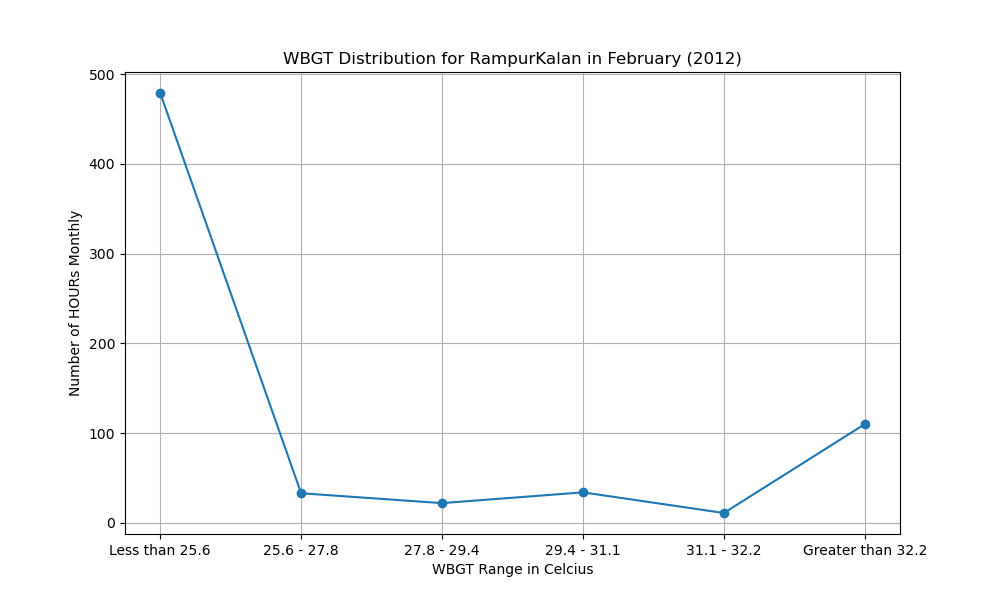 WBGT Distribution for RampurKalan in February (2012)
Number of HOURs Monthly
500
400
300
200
100
0
Less than 25.6
25.6 - 27.8
27.8 - 29.4
29.4 - 31.1
31.1 - 32.2
Greater than 32.2
WBGT Range in Celcius